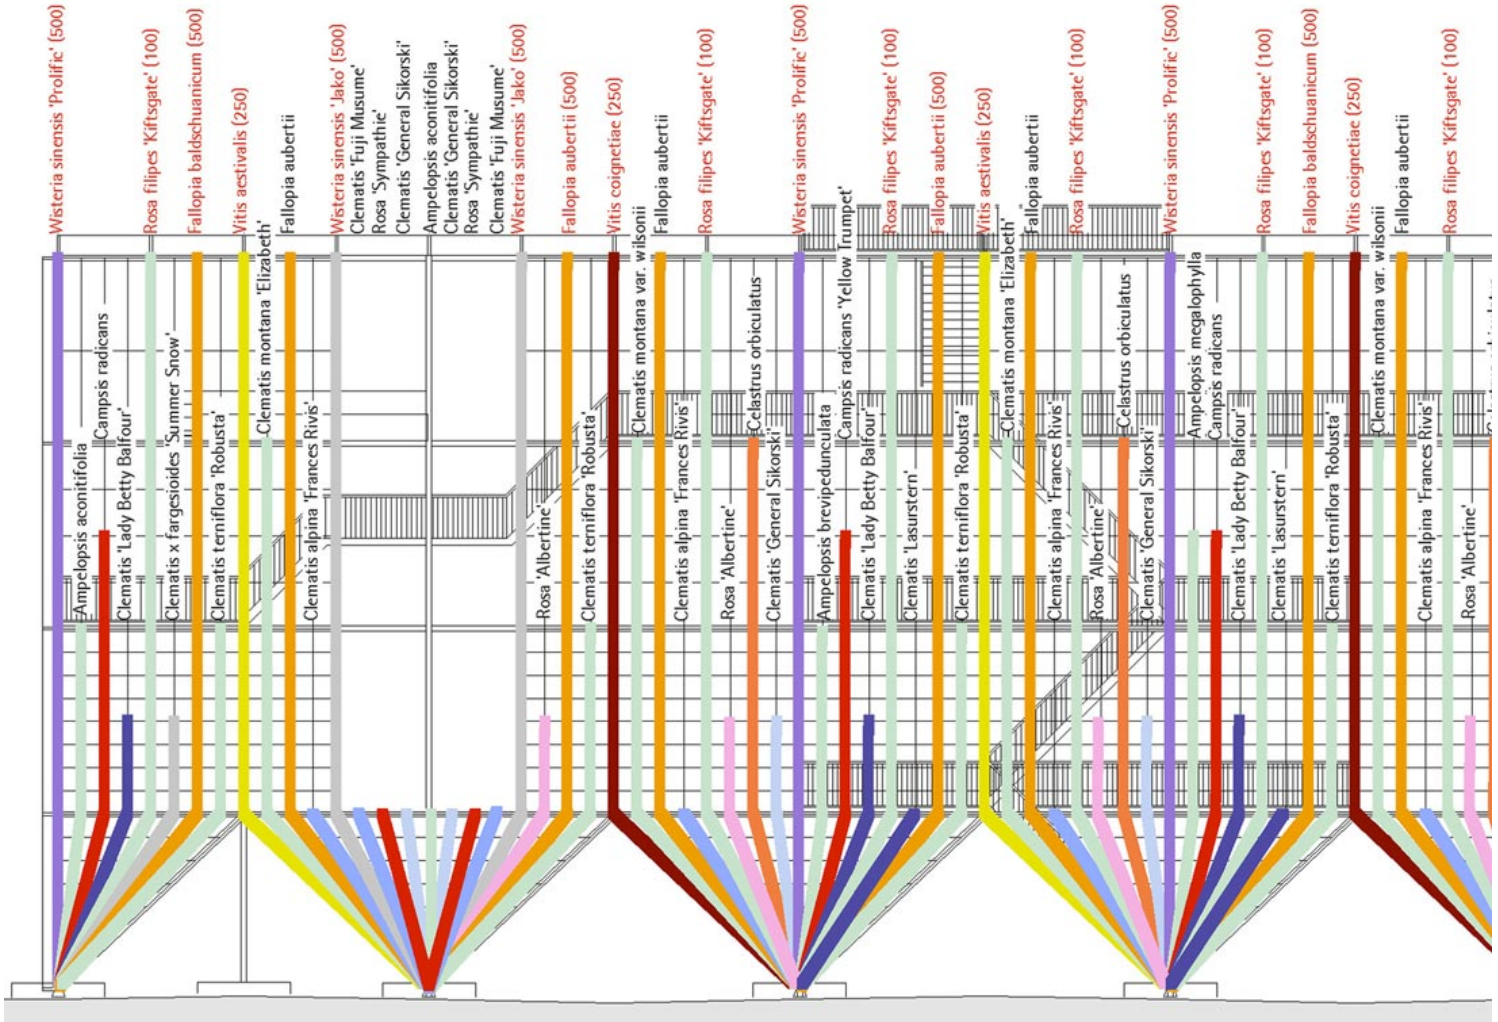 Wisteria sinensis 'Prolific' (500)
Ampelopsis aconitifolia
Campsis radicans
Clematis 'Lady Betty Balfour'
Rosa filipes 'Kiftsgate' (100)
Clematis x fargesioides 'Summer Snow'
Fallopia baldschuanicum (500)
Clematis terniflora 'Robusta'
Vitis aestivalis (250)
Clematis montana 'Elizabeth'
Fallopia aubertii
Clematis alpina 'Frances Rivis'
Wisteria sinensis 'Jako' (500)
Clematis 'Fuji Musume'
Rosa 'Sympathie'
Clematis 'General Sikorski'
Ampelopsis aconitifolia
Clematis 'General Sikorski'
Rosa 'Sympathie'
Clematis 'Fuji Musume'
Wisteria sinensis 'Jako' (500)
Rosa 'Albertine'
Fallopia aubertii (500)
Clematis terniflora 'Robusta'
Vitis coignetiae (250)
Clematis montana var. wilsonii
Fallopia aubertii
Clematis alpina 'Frances Rivis'
Rosa filipes 'Kiftsgate' (100)
Rosa 'Albertine'
Celastrus orbiculatus
Clematis 'General Sikorski'
Wisteria sinensis 'Prolific' (500)
Ampelopsis brevipedunculata
Campsis radicans 'Yellow Trumpet'
Clematis 'Lady Betty Balfour'
Rosa filipes 'Kiftsgate' (100)
Clematis 'Lasurstern'
Fallopia aubertii (500)
Clematis terniflora 'Robusta'
Vitis aestivalis (250)
Clematis montana 'Elizabeth'
Fallopia aubertii
Clematis alpina 'Frances Rivis'
Rosa filipes 'Kiftsgate' (100)
Rosa 'Albertine'
Celastrus orbiculatus
Clematis 'General Sikorski'
Wisteria sinensis 'Prolific' (500)
Ampelopsis megalophylla
Campsis radicans
Clematis 'Lady Betty Balfour'
Rosa filipes 'Kiftsgate' (100)
Clematis 'Lasurstern'
Fallopia baldschuanicum (500)
Clematis terniflora 'Robusta'
Vitis coignetiae (250)
Clematis montana var. wilsonii
Fallopia aubertii
Clematis alpina 'Frances Rivis'
Rosa filipes 'Kiftsgate' (100)
Rosa 'Albertine'